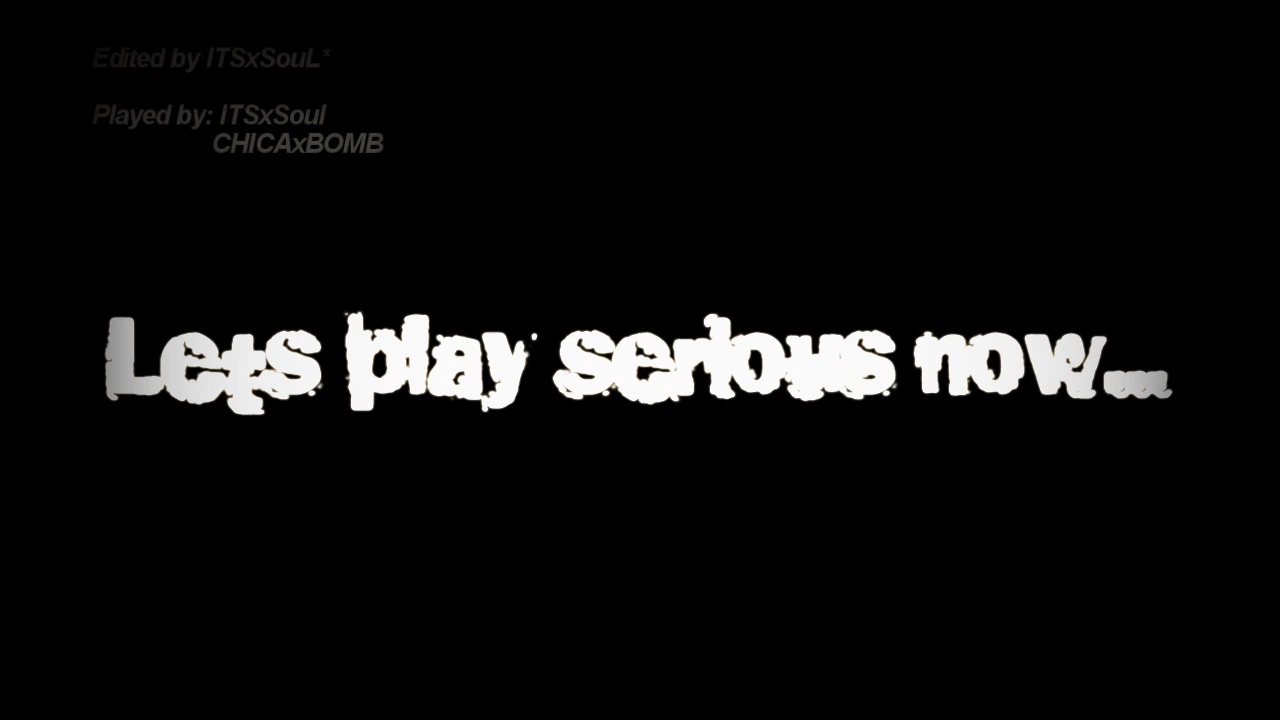 Edited by ITSxSouL*
Played by: ITSxSoul
CHICAxBOMB
Lets play serious now...